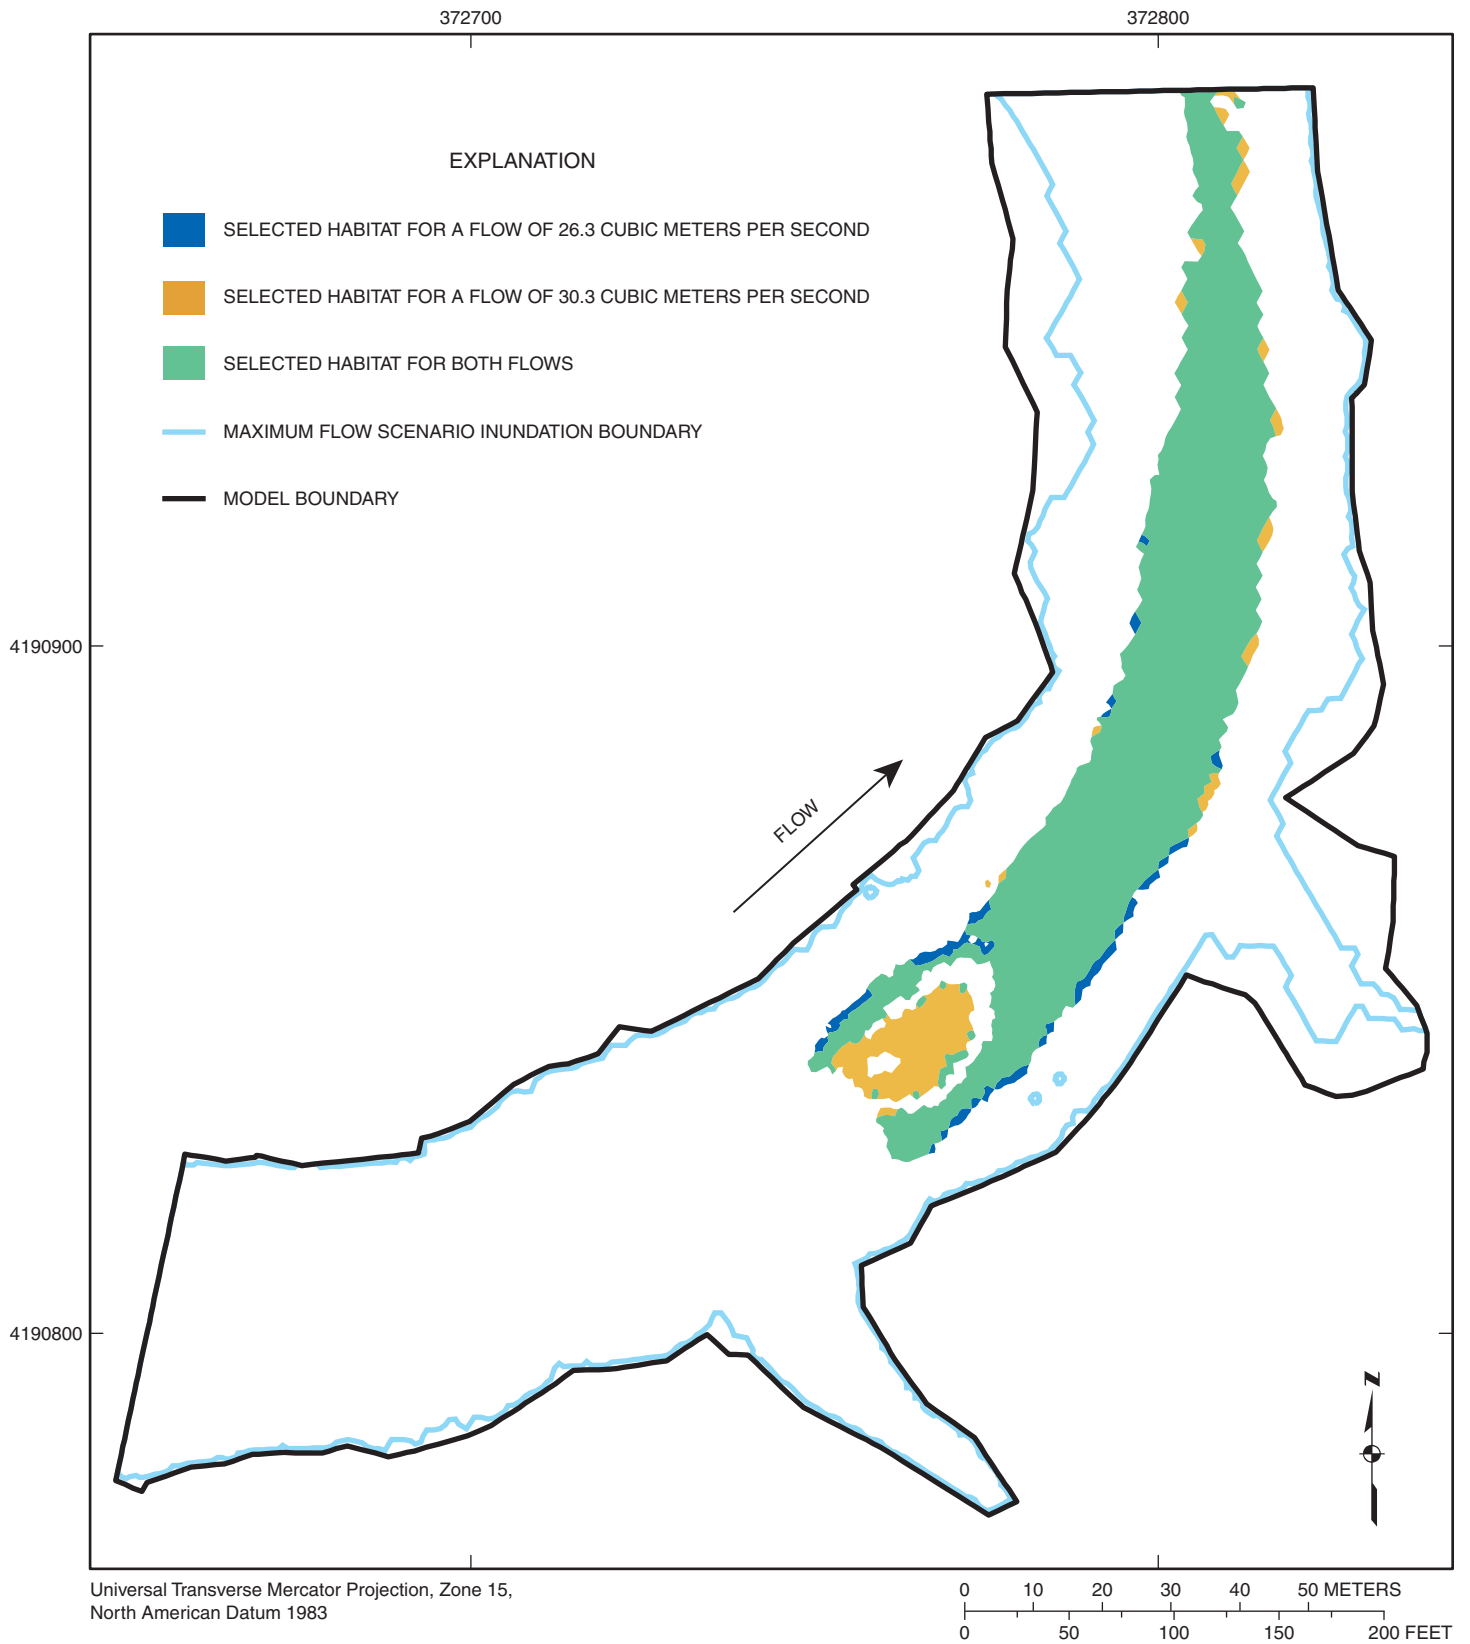 372700
372800
EXPLANATION
SELECTED HABITAT FOR A FLOW OF 26.3 CUBIC METERS PER SECOND
SELECTED HABITAT FOR A FLOW OF 30.3 CUBIC METERS PER SECOND
SELECTED HABITAT FOR BOTH FLOWS
MAXIMUM FLOW SCENARIO INUNDATION BOUNDARY
MODEL BOUNDARY
4190900
FLOW
4190800
N
Universal Transverse Mercator Projection, Zone 15,
North American Datum 1983
0 10 20 30 40 50 METERS
0 50 100 150 200 FEET